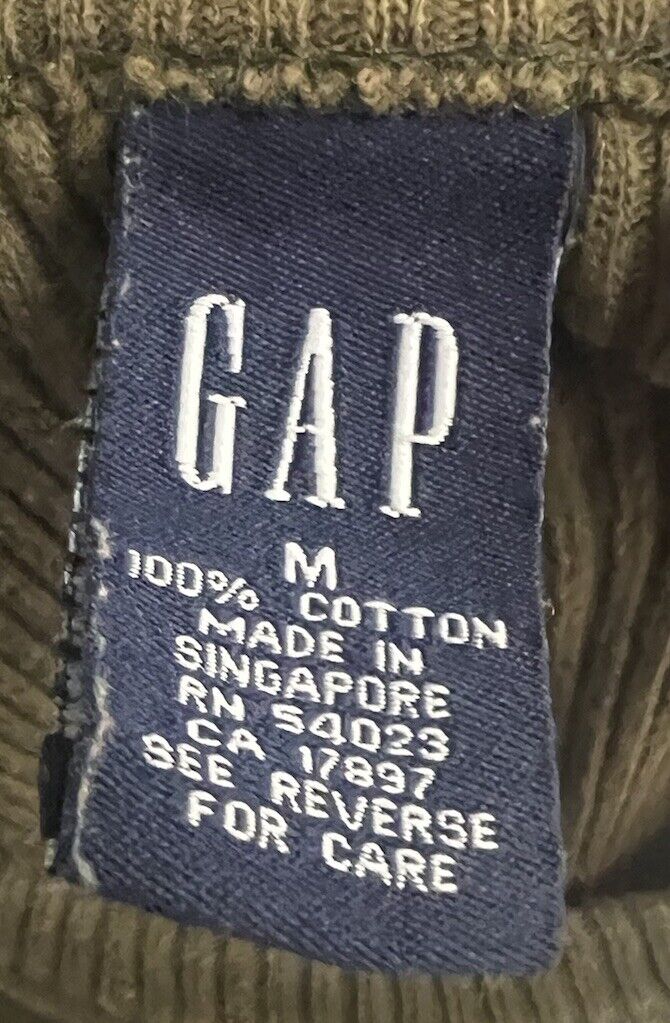 GAP
M
100% COTTON
MADE IN
SINGAPORE
RN 54023
CA 17897
SEE REVERSE
FOR CARE